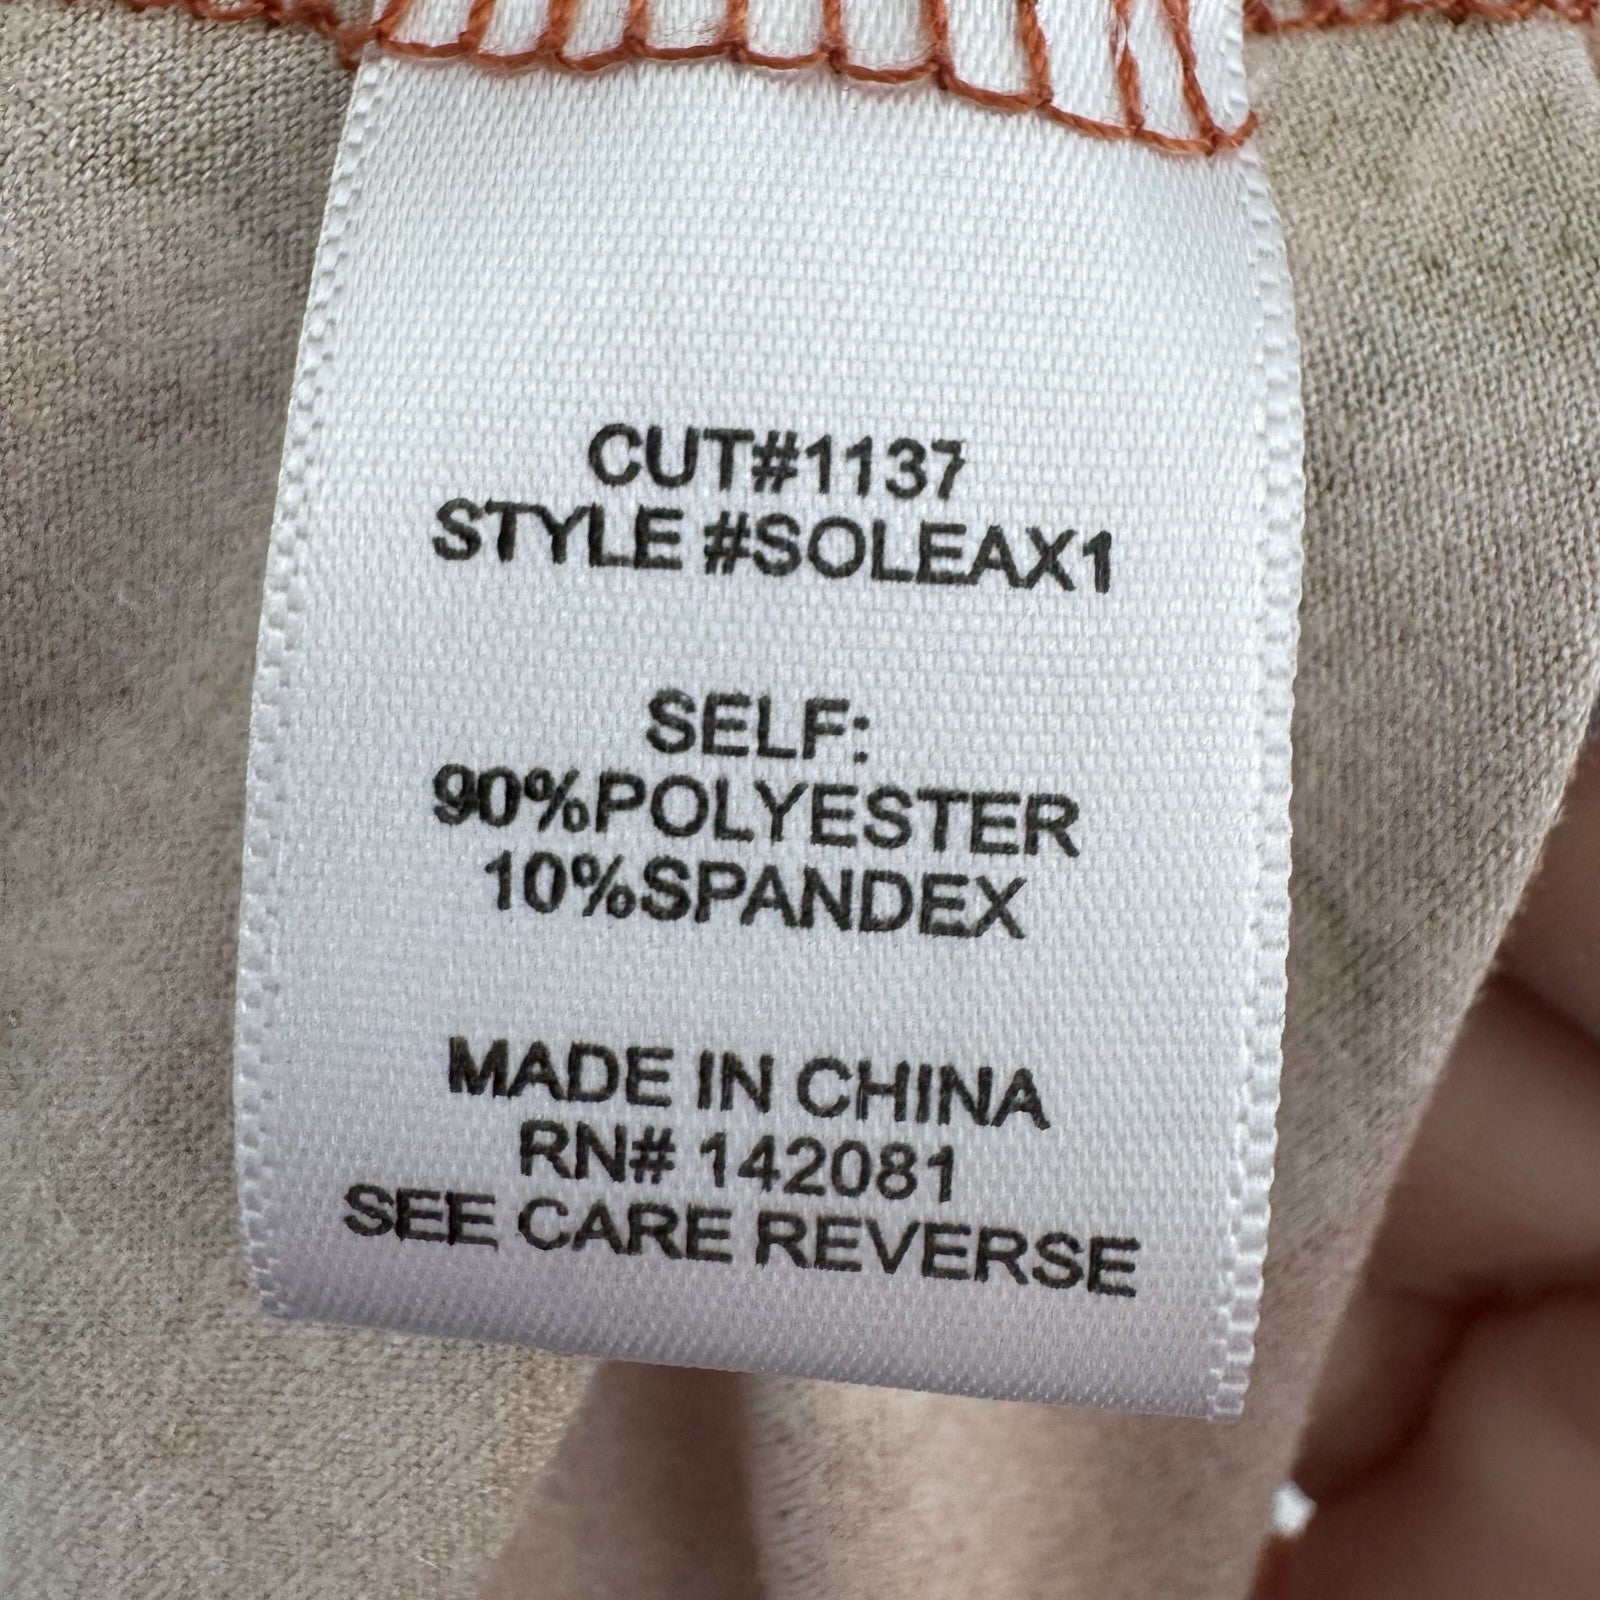 CUT#1137
STYLE #SOLEAX1
SELF:
90%POLYESTER
10%SPANDEX
MADE IN CHINA
RN# 142081
SEE CARE REVERSE